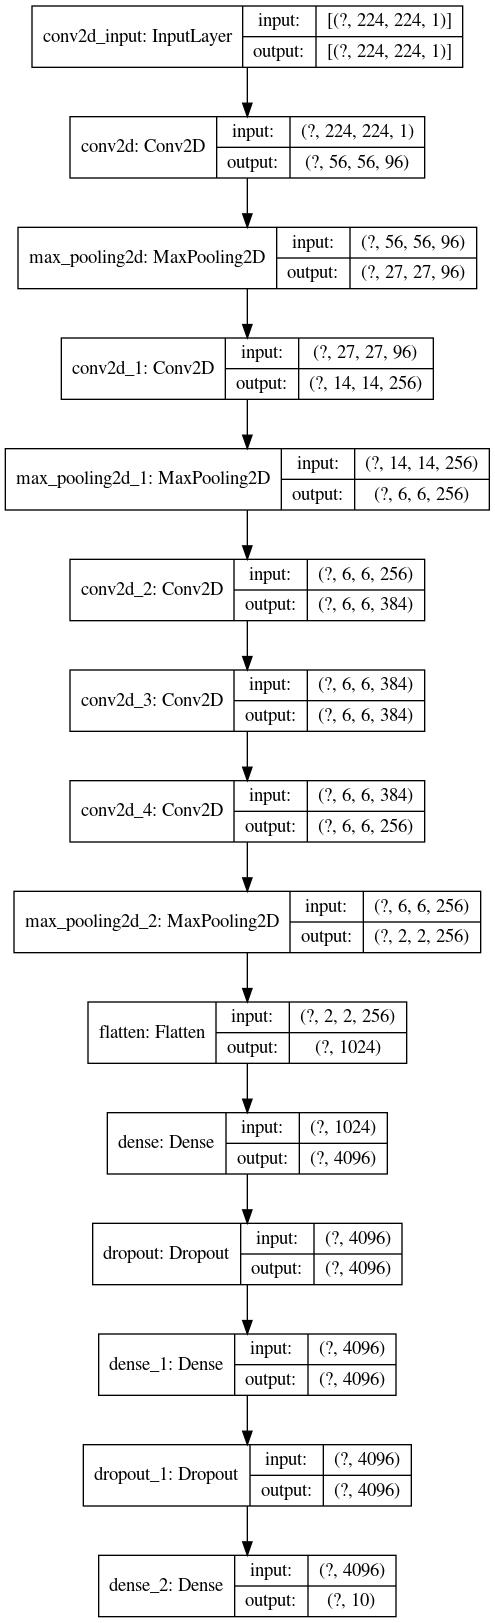 conv2d_input: InputLayer
input:
[(?, 224, 224, 1)]
output:
[(?, 224, 224, 1)]
conv2d: Conv2D
input:
(?, 224, 224, 1)
output:
(?, 56, 56, 96)
max_pooling2d: MaxPooling2D
input:
(?, 56, 56, 96)
output:
(?, 27, 27, 96)
conv2d_1: Conv2D
input:
(?, 27, 27, 96)
output:
(?, 14, 14, 256)
max_pooling2d_1: MaxPooling2D
input:
(?, 14, 14, 256)
output:
(?, 6, 6, 256)
conv2d_2: Conv2D
input:
(?, 6, 6, 256)
output:
(?, 6, 6, 384)
conv2d_3: Conv2D
input:
(?, 6, 6, 384)
output:
(?, 6, 6, 384)
conv2d_4: Conv2D
input:
(?, 6, 6, 384)
output:
(?, 6, 6, 256)
max_pooling2d_2: MaxPooling2D
input:
(?, 6, 6, 256)
output:
(?, 2, 2, 256)
flatten: Flatten
input:
(?, 2, 2, 256)
output:
(?, 1024)
dense: Dense
input:
(?, 1024)
output:
(?, 4096)
dropout: Dropout
input:
(?, 4096)
output:
(?, 4096)
dense_1: Dense
input:
(?, 4096)
output:
(?, 4096)
dropout_1: Dropout
input:
(?, 4096)
output:
(?, 4096)
dense_2: Dense
input:
(?, 4096)
output:
(?, 10)